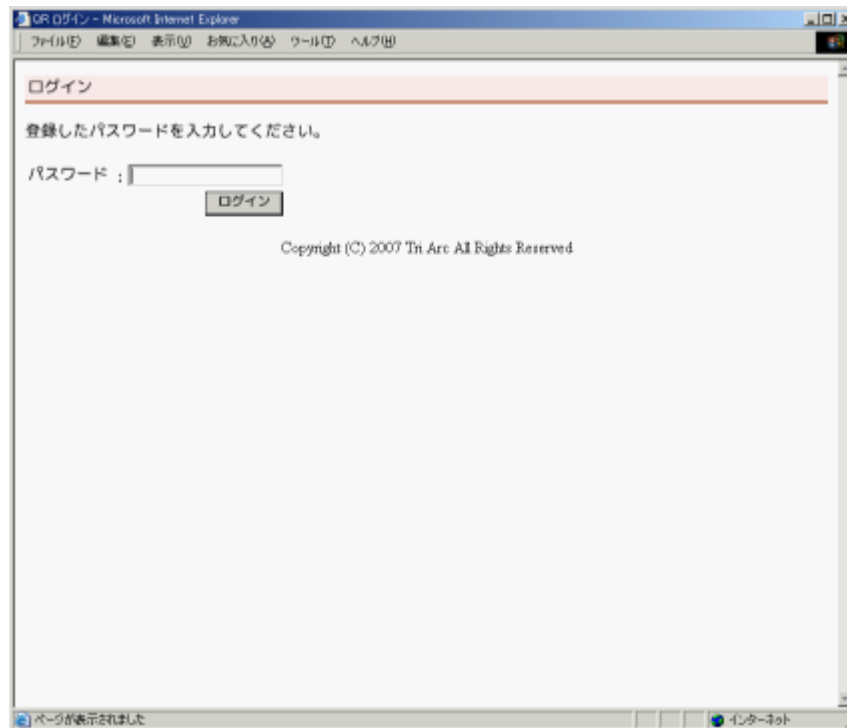 QR ログイン - Microsoft Internet Explorer
ファイル(F) 編集(E) 表示(V) お気に入り(A) ツール(T) ヘルプ(H)
ログイン
登録したパスワードを入力してください。
パスワード :
ログイン
Copyright (C) 2007 Tri Arc All Rights Reserved
ページが表示されました
インターネット